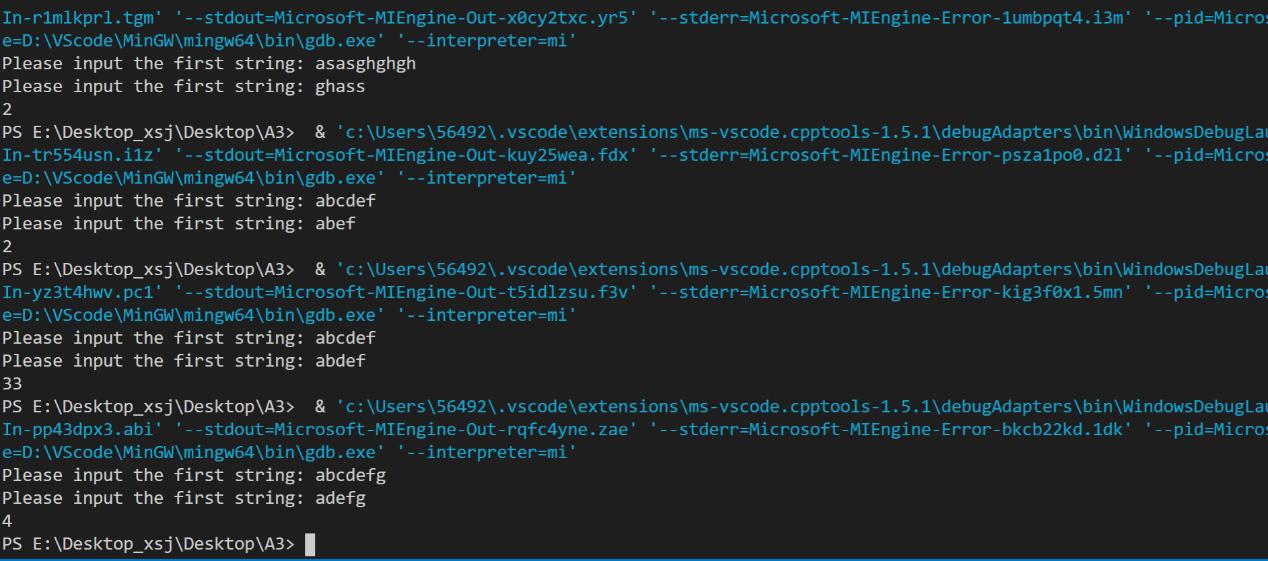 In-r1mlkprl.tgm' '--stdout=Microsoft-MIEngine-Out-x0cy2txc.yr5' '--stderr=Microsoft-MIEngine-Error-1umbpqt4.i3m' '--pid=Micros
e=D:\VScode\MinGW\mingw64\bin\gdb.exe' '--interpreter=mi'
Please input the first string: asasghghgh
Please input the first string: ghass
2
PS E:\Desktop_xsj\Desktop\A3>  & 'c:\Users\56492\.vscode\extensions\ms-vscode.cpptools-1.5.1\debugAdapters\bin\WindowsDebugLau
In-tr554usn.i1z' '--stdout=Microsoft-MIEngine-Out-kuy25wea.fdx' '--stderr=Microsoft-MIEngine-Error-psza1po0.d2l' '--pid=Micros
e=D:\VScode\MinGW\mingw64\bin\gdb.exe' '--interpreter=mi'
Please input the first string: abcdef
Please input the first string: abef
2
PS E:\Desktop_xsj\Desktop\A3>  & 'c:\Users\56492\.vscode\extensions\ms-vscode.cpptools-1.5.1\debugAdapters\bin\WindowsDebugLau
In-yz3t4hwv.pc1' '--stdout=Microsoft-MIEngine-Out-t5idlzsu.f3v' '--stderr=Microsoft-MIEngine-Error-kig3f0x1.5mn' '--pid=Micros
e=D:\VScode\MinGW\mingw64\bin\gdb.exe' '--interpreter=mi'
Please input the first string: abcdef
Please input the first string: abdef
33
PS E:\Desktop_xsj\Desktop\A3>  & 'c:\Users\56492\.vscode\extensions\ms-vscode.cpptools-1.5.1\debugAdapters\bin\WindowsDebugLau
In-pp43dpx3.abi' '--stdout=Microsoft-MIEngine-Out-rqfc4yne.zae' '--stderr=Microsoft-MIEngine-Error-bkcb22kd.1dk' '--pid=Micros
e=D:\VScode\MinGW\mingw64\bin\gdb.exe' '--interpreter=mi'
Please input the first string: abcdefg
Please input the first string: adefg
4
PS E:\Desktop_xsj\Desktop\A3>